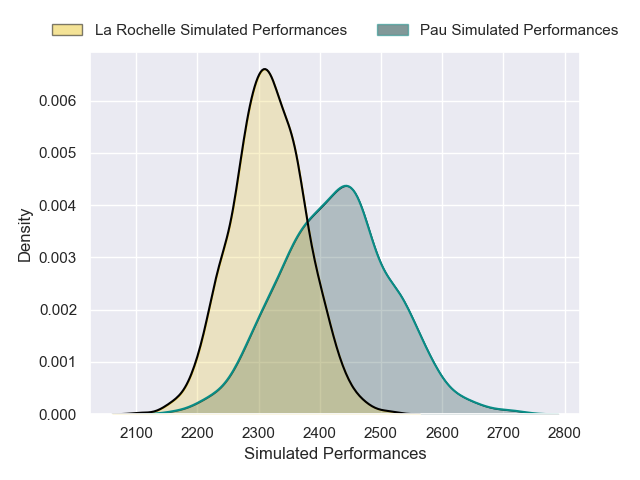 La Rochelle Simulated Performances Pau Simulated Performances
0.006
0.005
0.004
0.003
0.002
0.001
0.000
Density
2100 2200 2300 2400 2500 2600 2700 2800
Simulated Performances